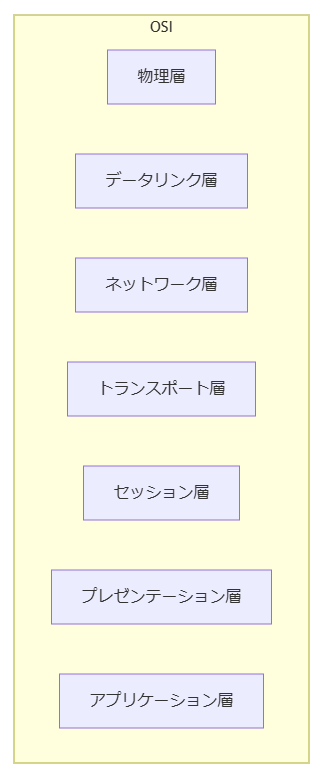 OSI
物理層
データリンク層
ネットワーク層
トランスポート層
セッション層
プレゼンテーション層
アプリケーション層